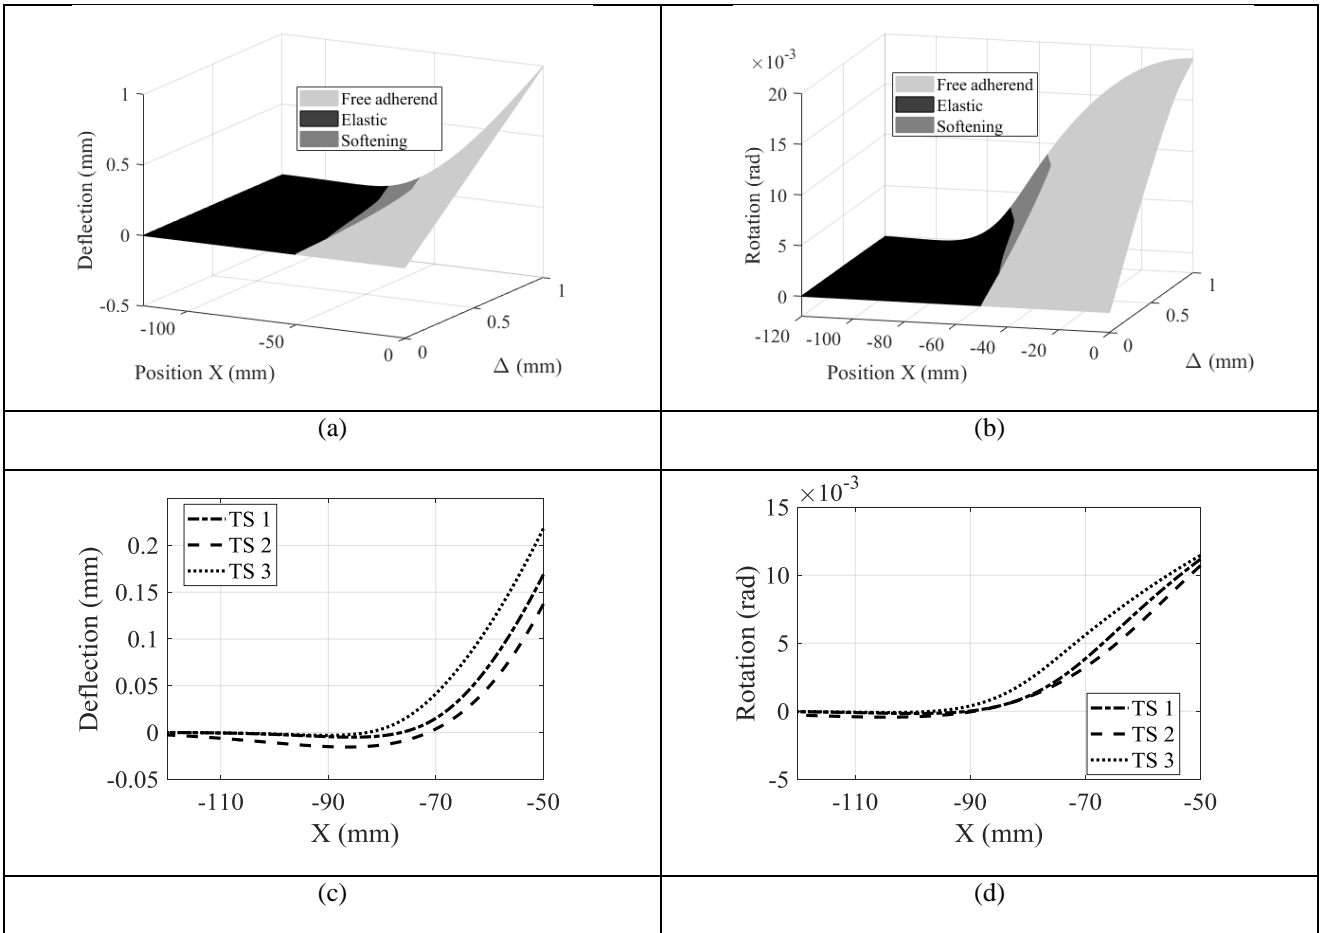 Free adherend
Elastic
Softening
1
0.5
0
-0.5
Deflection (mm)
-100
-50
0
Position X (mm)
0
0.5
1
Δ (mm)
×10-3
Free adherend
Elastic
Softening
20
15
10
5
0
Rotation (rad)
-120
-100
-80
-60
-40
-20
0
Position X (mm)
0
0.5
1
Δ (mm)
(a)
(b)
TS 1
TS 2
TS 3
0.2
0.15
0.1
0.05
0
-0.05
Deflection (mm)
-110
-90
-70
-50
X (mm)
×10-3
15
10
5
0
-5
Rotation (rad)
TS 1
TS 2
TS 3
-110
-90
-70
-50
X (mm)
(c)
(d)